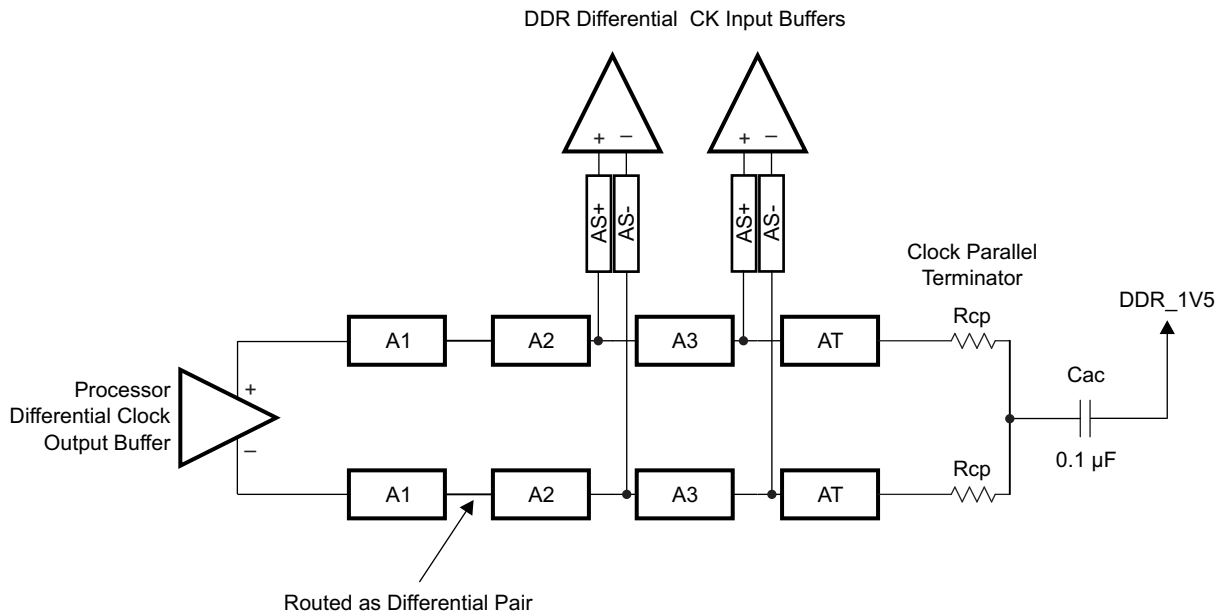 DDR Differential CK Input Buffers
+ −
+ −
AS+
AS-
AS+
AS-
Clock Parallel
Terminator
DDR_1V5
Rcp
A1
A2
A3
AT
Cac
Processor
Differential Clock
Output Buffer
+
−
0.1 µF
Rcp
A1
A2
A3
AT
Routed as Differential Pair